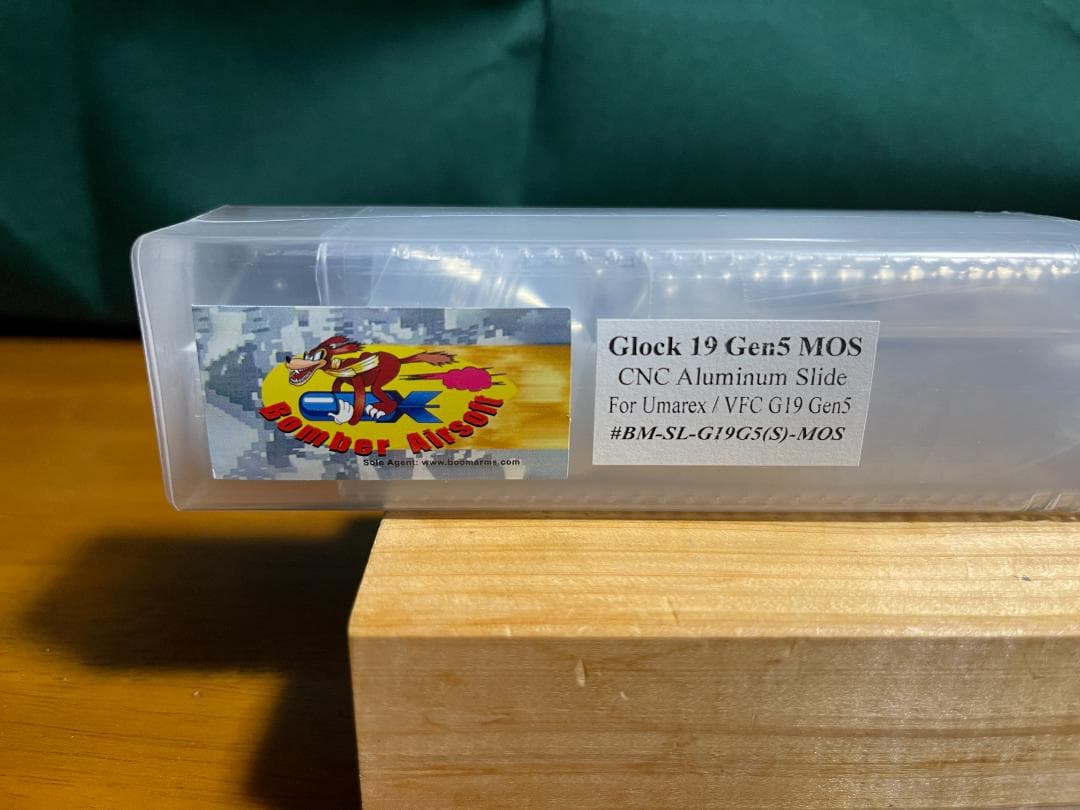 Bomber Airsoft
Sole Agent: www.boomarms.com
Glock 19 Gen5 MOS
CNC Aluminum Slide
For Umarex / VFC G19 Gen5
#BM-SL-G19G5(S)-MOS